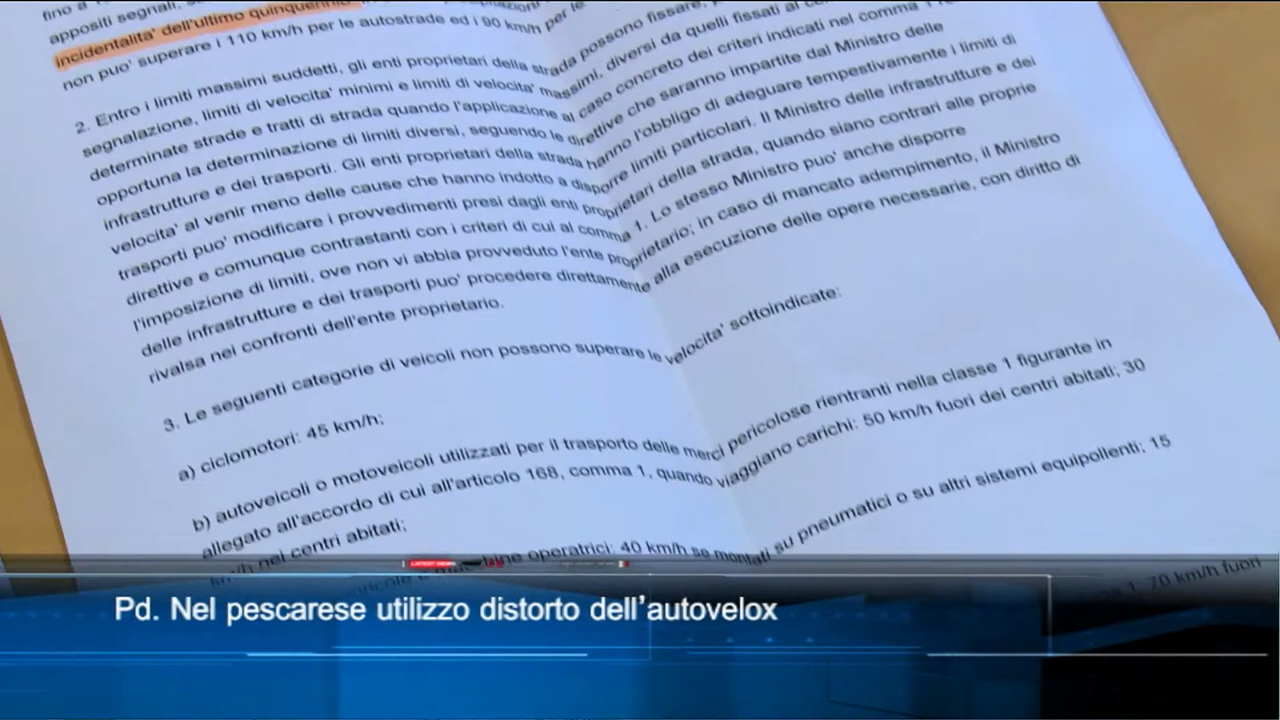 fino a
appositi segnali,
incidentalita' dell'ultimo quinquennio
non puo' superare i 110 km/h per le autostrade ed i 90 km/h per le
2. Entro i limiti massimi suddetti, gli enti proprietari della strada possono fissare,
segnalazione, limiti di velocita' minimi e limiti di velocita' massimi, diversi da quelli fissati al
determinate strade e tratti di strada quando l'applicazione al caso concreto dei criteri indicati nel comma 1
opportuna la determinazione di limiti diversi, seguendo le direttive che saranno impartite dal Ministro delle
infrastrutture e dei trasporti. Gli enti proprietari della strada hanno l'obbligo di adeguare tempestivamente i limiti di
velocita' al venir meno delle cause che hanno indotto a disporre limiti particolari. Il Ministro delle infrastrutture e dei
trasporti puo' modificare i provvedimenti presi dagli enti proprietari della strada, quando siano contrari alle proprie
direttive e comunque contrastanti con i criteri di cui al comma 1. Lo stesso Ministro puo' anche disporre
l'imposizione di limiti, ove non vi abbia provveduto l'ente proprietario; in caso di mancato adempimento, il Ministro
delle infrastrutture e dei trasporti puo' procedere direttamente alla esecuzione delle opere necessarie, con diritto di
rivalsa nei confronti dell'ente proprietario.
3. Le seguenti categorie di veicoli non possono superare le velocita' sottoindicate:
a) ciclomotori: 45 km/h;
b) autoveicoli o motoveicoli utilizzati per il trasporto delle merci pericolose rientranti nella classe 1 figurante in
allegato all'accordo di cui all'articolo 168, comma 1, quando viaggiano carichi: 50 km/h fuori dei centri abitati; 30
km/h nei centri abitati;
operatrici: 40 km/h se montati su pneumatici o su altri sistemi equipollenti; 15
1: 70 km/h fuori
LATEST NEWS
Pd. Nel pescarese utilizzo distorto dell'autovelox